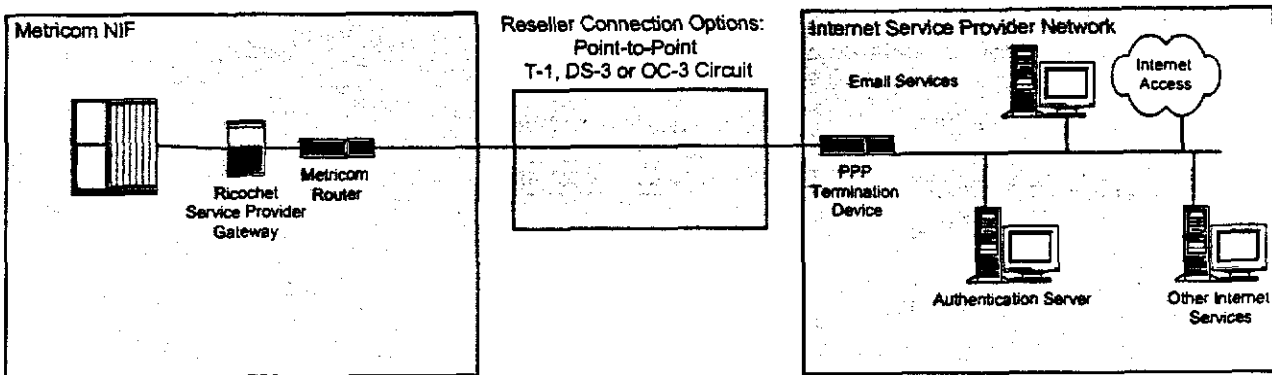 Metricom NIF
Reseller Connection Options:
Point-to-Point
T-1, DS-3 or OC-3 Circuit
Internet Service Provider Network
Email Services
Internet
Access
Ricochet
Service Provider
Gateway
Metricom
Router
PPP
Termination
Device
Authentication Server
Other Internet
Services